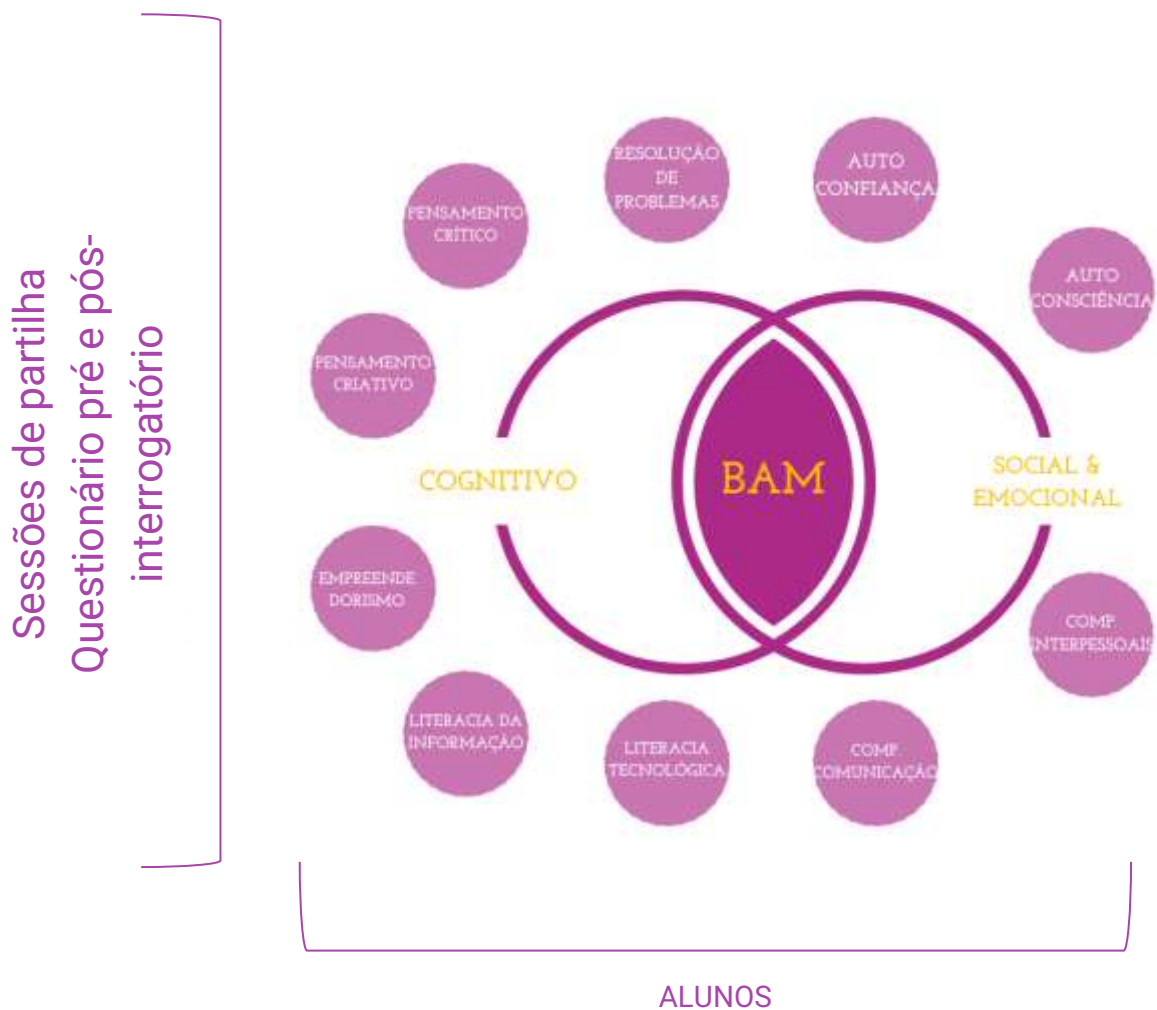 Sessões de partilha
Questionário pré e pós-
interrogatório
RESOLUÇÃO
DE
PROBLEMAS
AUTO
CONFIANÇA
PENSAMENTO
CRÍTICO
AUTO
CONSCIÊNCIA
PENSAMENTO
CRIATIVO
COGNITIVO
BAM
SOCIAL &
EMOCIONAL
EMPREENDE
DORISMO
COMP.
INTERPESSOAIS
LITERACIA DA
INFORMAÇÃO
LITERACIA
TECNOLÓGICA
COMP.
COMUNICAÇÃO
ALUNOS